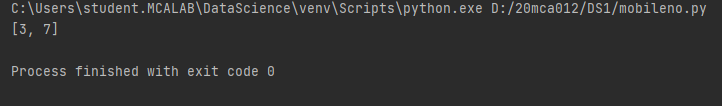 C:\Users\student.MCALAB\DataScience\venv\Scripts\python.exe D:/20mca012/DS1/mobileno.py
[3, 7]
Process finished with exit code 0